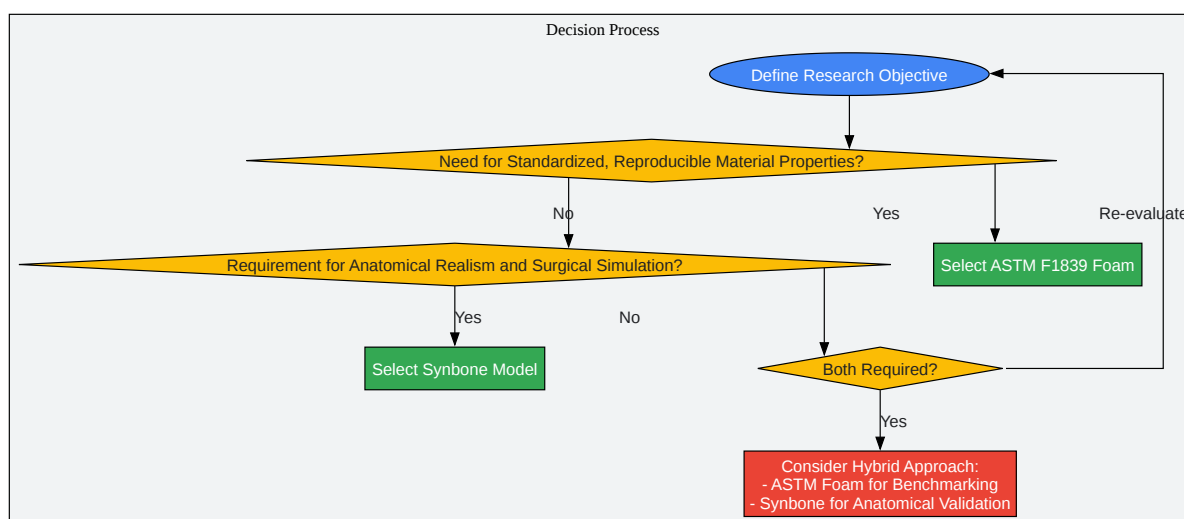 Decision Process
Define Research Objective
Need for Standardized, Reproducible Material Properties?
No
Yes
Re-evaluate
Requirement for Anatomical Realism and Surgical Simulation?
Select ASTM F1839 Foam
Yes
No
Select Synbone Model
Both Required?
Yes
Consider Hybrid Approach:
- ASTM Foam for Benchmarking
- Synbone for Anatomical Validation